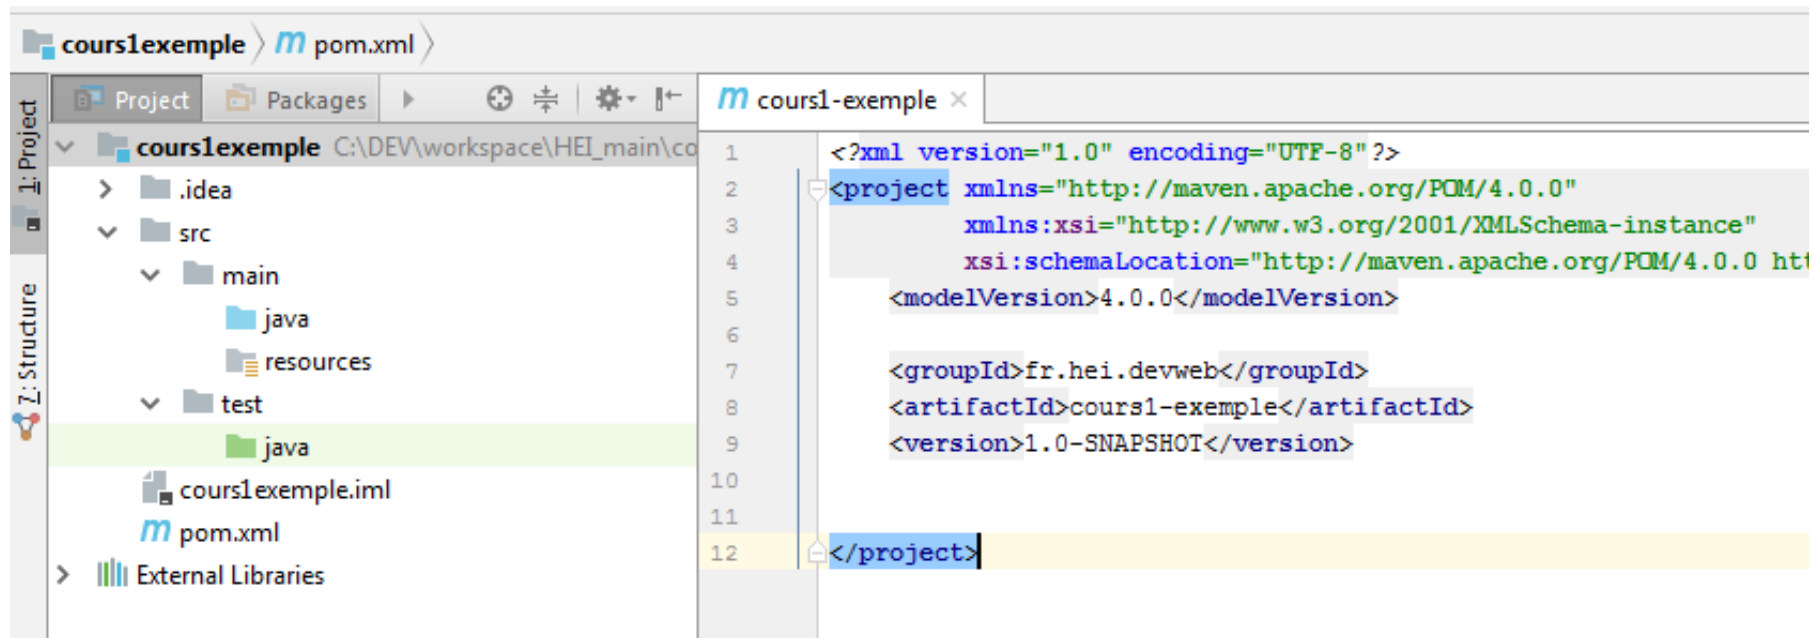 cours1exemple pom.xml
1: Project
7: Structure
Project Packages
cours1exemple C:\DEV\workspace\HEI_main\co
.idea
src
main
java
resources
test
java
cours1exemple.iml
m pom.xml
External Libraries
m cours1-exemple
1 <?xml version="1.0" encoding="UTF-8"?>
2 <project xmlns="http://maven.apache.org/POM/4.0.0"
3 xmlns:xsi="http://www.w3.org/2001/XMLSchema-instance"
4 xsi:schemaLocation="http://maven.apache.org/POM/4.0.0 htt
5 <modelVersion>4.0.0</modelVersion>
6
7 <groupId>fr.hei.devweb</groupId>
8 <artifactId>cours1-exemple</artifactId>
9 <version>1.0-SNAPSHOT</version>
10
11
12 </project>